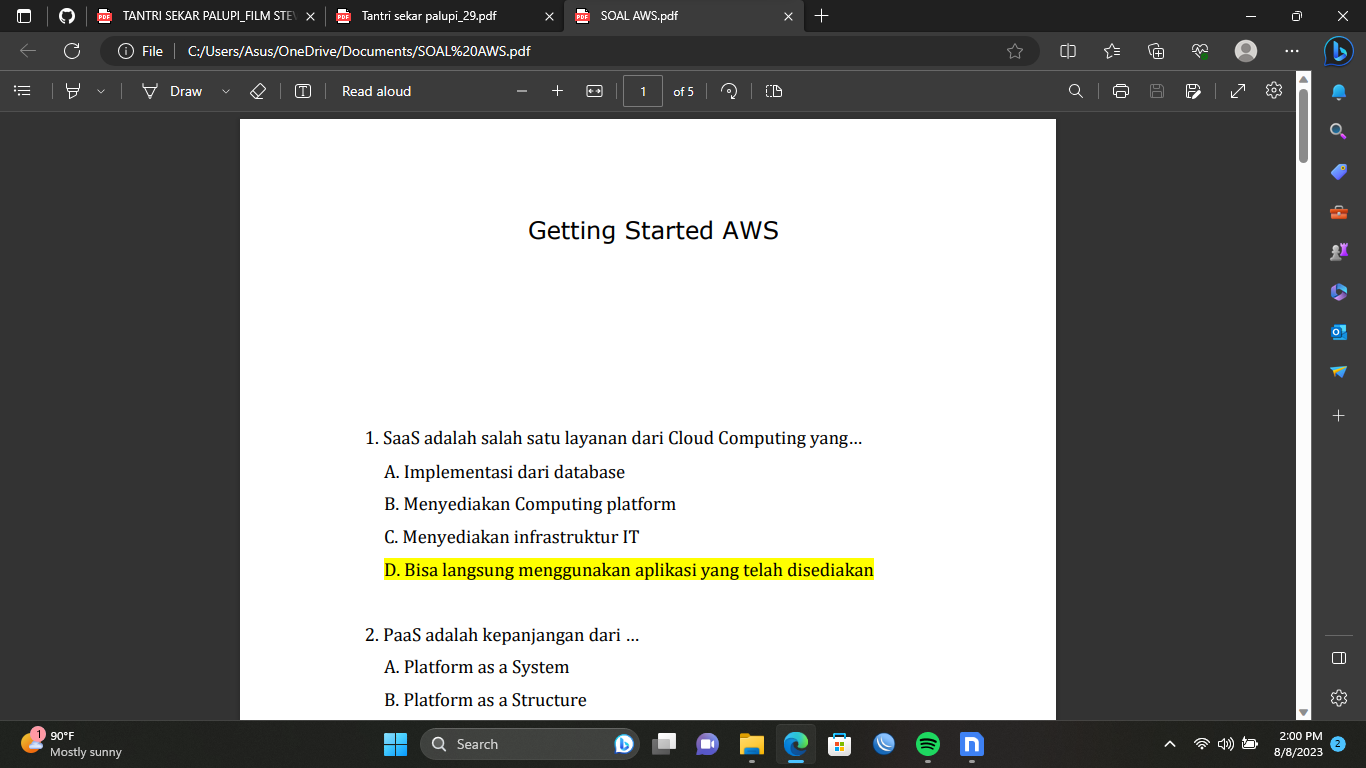 TANTRI SEKAR PALUPI_FILM STEV
Tantri sekar palupi_29.pdf
SOAL AWS.pdf
File
C:/Users/Asus/OneDrive/Documents/SOAL%20AWS.pdf
Draw
Read aloud
1
of 5
Getting Started AWS
1. SaaS adalah salah satu layanan dari Cloud Computing yang…
A. Implementasi dari database
B. Menyediakan Computing platform
C. Menyediakan infrastruktur IT
D. Bisa langsung menggunakan aplikasi yang telah disediakan
2. PaaS adalah kepanjangan dari …
A. Platform as a System
B. Platform as a Structure
1
90°F
Mostly sunny
Search
2:00 PM
8/8/2023
2